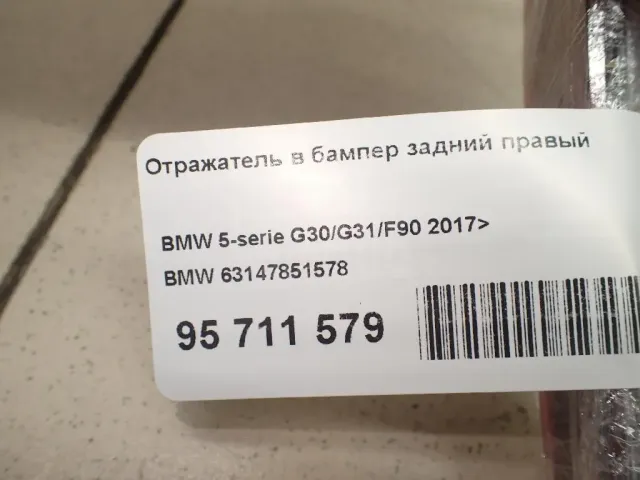 Отражатель в бампер задний правый
BMW 5-serie G30/G31/F90 2017>
BMW 63147851578
95 711 579